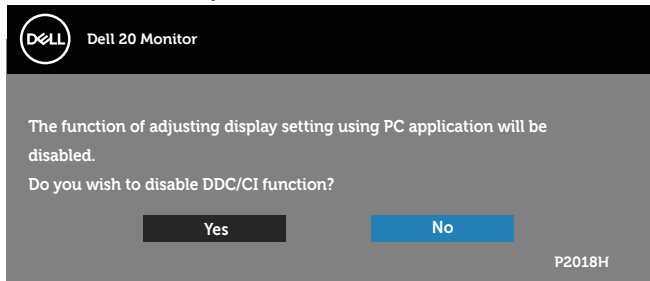 DELL
Dell 20 Monitor
The function of adjusting display setting using PC application will be
disabled.
Do you wish to disable DDC/CI function?
Yes No
P2018H